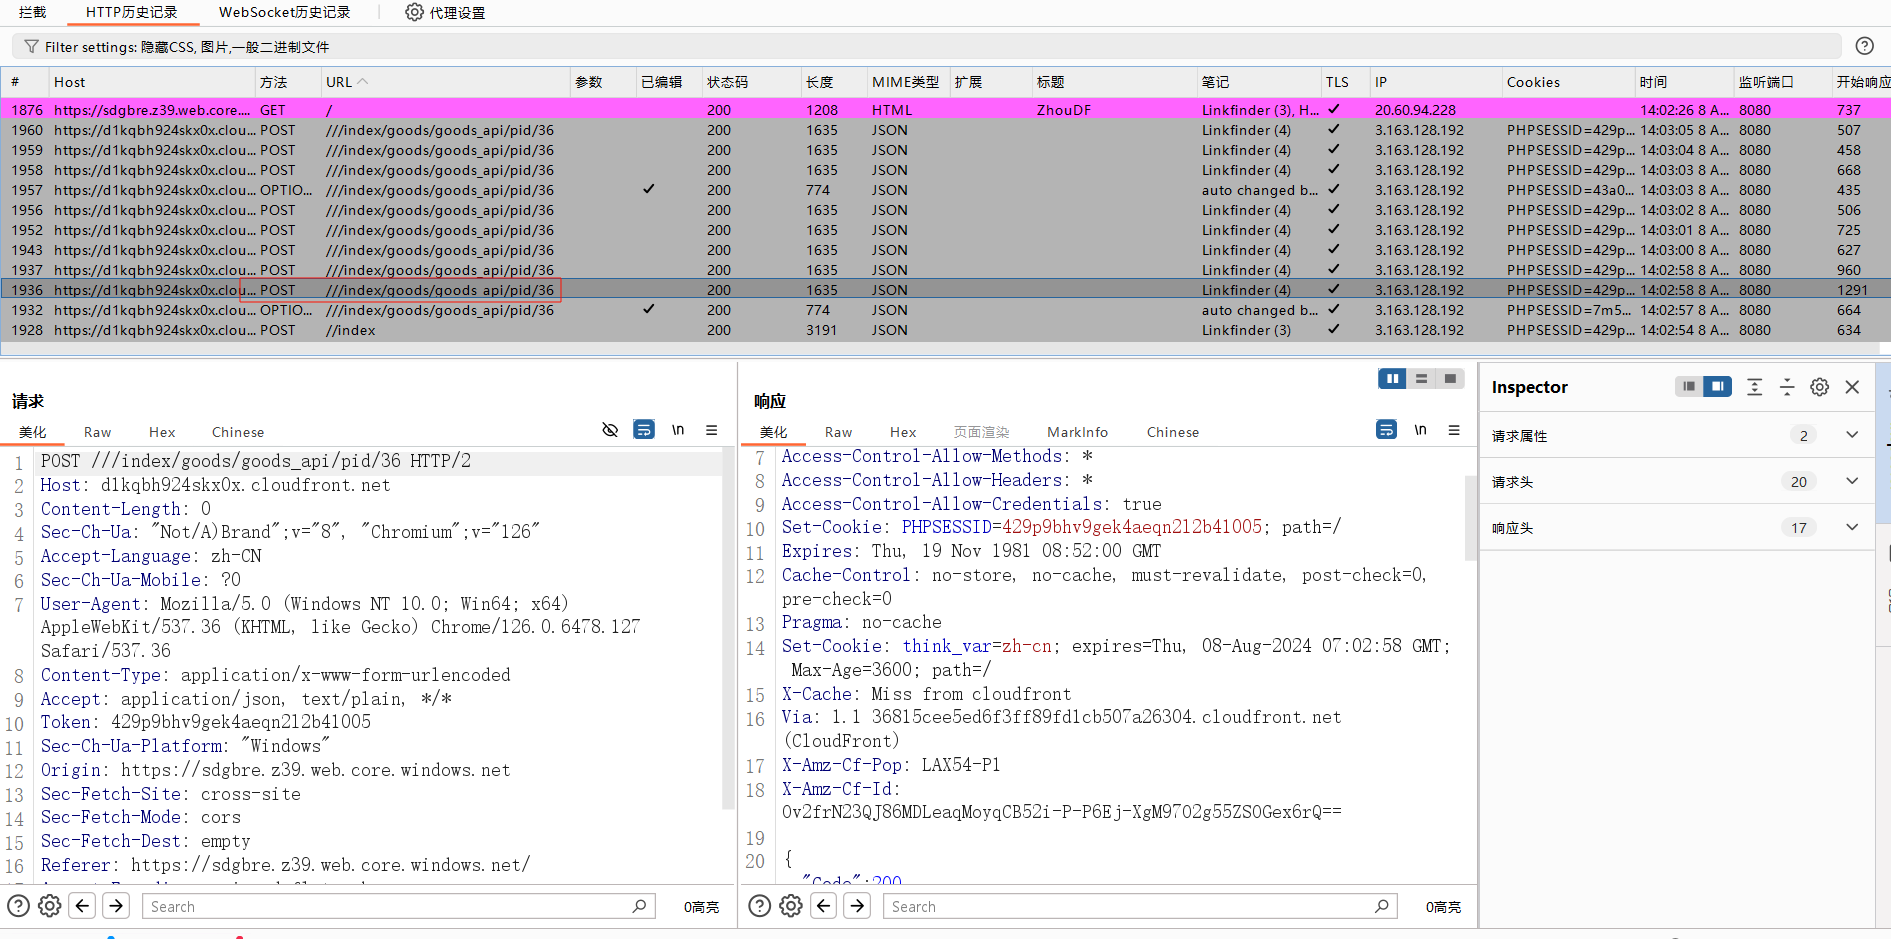 拦截 HTTP历史记录 WebSocket历史记录 代理设置
Filter settings: 隐藏CSS, 图片,一般二进制文件
# Host 方法 URL 参数 已编辑 状态码 长度 MIME类型 扩展 标题 笔记 TLS IP Cookies 时间 监听端口 开始响应
1876 https://sdgbre.z39.web.core.... GET / 200 1208 HTML ZhouDF Linkfinder (3), H... ✓ 20.60.94.228 14:02:26 8 A... 8080 737
1960 https://d1kqbh924skx0x.clou... POST ///index/goods/goods_api/pid/36 200 1635 JSON Linkfinder (4) ✓ 3.163.128.192 PHPSESSID=429p... 14:03:05 8 A... 8080 507
1959 https://d1kqbh924skx0x.clou... POST ///index/goods/goods_api/pid/36 200 1635 JSON Linkfinder (4) ✓ 3.163.128.192 PHPSESSID=429p... 14:03:04 8 A... 8080 458
1958 https://d1kqbh924skx0x.clou... POST ///index/goods/goods_api/pid/36 200 1635 JSON Linkfinder (4) ✓ 3.163.128.192 PHPSESSID=429p... 14:03:03 8 A... 8080 668
1957 https://d1kqbh924skx0x.clou... OPTIO... ///index/goods/goods_api/pid/36 ✓ 200 774 JSON auto changed b... ✓ 3.163.128.192 PHPSESSID=43a0... 14:03:03 8 A... 8080 435
1956 https://d1kqbh924skx0x.clou... POST ///index/goods/goods_api/pid/36 200 1635 JSON Linkfinder (4) ✓ 3.163.128.192 PHPSESSID=429p... 14:03:02 8 A... 8080 506
1952 https://d1kqbh924skx0x.clou... POST ///index/goods/goods_api/pid/36 200 1635 JSON Linkfinder (4) ✓ 3.163.128.192 PHPSESSID=429p... 14:03:01 8 A... 8080 725
1943 https://d1kqbh924skx0x.clou... POST ///index/goods/goods_api/pid/36 200 1635 JSON Linkfinder (4) ✓ 3.163.128.192 PHPSESSID=429p... 14:03:00 8 A... 8080 627
1937 https://d1kqbh924skx0x.clou... POST ///index/goods/goods_api/pid/36 200 1635 JSON Linkfinder (4) ✓ 3.163.128.192 PHPSESSID=429p... 14:02:58 8 A... 8080 960
1936 https://d1kqbh924skx0x.clou... POST ///index/goods/goods_api/pid/36 200 1635 JSON Linkfinder (4) ✓ 3.163.128.192 PHPSESSID=429p... 14:02:58 8 A... 8080 1291
1932 https://d1kqbh924skx0x.clou... OPTIO... ///index/goods/goods_api/pid/36 ✓ 200 774 JSON auto changed b... ✓ 3.163.128.192 PHPSESSID=7m5... 14:02:57 8 A... 8080 664
1928 https://d1kqbh924skx0x.clou... POST //index 200 3191 JSON Linkfinder (3) ✓ 3.163.128.192 PHPSESSID=429p... 14:02:54 8 A... 8080 634
请求
美化 Raw Hex Chinese \n
1 POST ///index/goods/goods_api/pid/36 HTTP/2
2 Host: d1kqbh924skx0x.cloudfront.net
3 Content-Length: 0
4 Sec-Ch-Ua: "Not/A)Brand";v="8", "Chromium";v="126"
5 Accept-Language: zh-CN
6 Sec-Ch-Ua-Mobile: ?0
7 User-Agent: Mozilla/5.0 (Windows NT 10.0; Win64; x64)
AppleWebKit/537.36 (KHTML, like Gecko) Chrome/126.0.6478.127
Safari/537.36
8 Content-Type: application/x-www-form-urlencoded
9 Accept: application/json, text/plain, */*
10 Token: 429p9bhv9gek4aeqn2l2b41005
11 Sec-Ch-Ua-Platform: "Windows"
12 Origin: https://sdgbre.z39.web.core.windows.net
13 Sec-Fetch-Site: cross-site
14 Sec-Fetch-Mode: cors
15 Sec-Fetch-Dest: empty
16 Referer: https://sdgbre.z39.web.core.windows.net/
Search 0高亮
响应
美化 Raw Hex 页面渲染 MarkInfo Chinese \n
7 Access-Control-Allow-Methods: *
8 Access-Control-Allow-Headers: *
9 Access-Control-Allow-Credentials: true
10 Set-Cookie: PHPSESSID=429p9bhv9gek4aeqn2l2b41005; path=/
11 Expires: Thu, 19 Nov 1981 08:52:00 GMT
12 Cache-Control: no-store, no-cache, must-revalidate, post-check=0,
pre-check=0
13 Pragma: no-cache
14 Set-Cookie: think_var=zh-cn; expires=Thu, 08-Aug-2024 07:02:58 GMT;
Max-Age=3600; path=/
15 X-Cache: Miss from cloudfront
16 Via: 1.1 36815cee5ed6f3ff89fd1cb507a26304.cloudfront.net
(CloudFront)
17 X-Amz-Cf-Pop: LAX54-P1
18 X-Amz-Cf-Id:
0v2frN23QJ86MDLeaqMoyqCB52i-P-P6Ej-XgM9702g55ZS0Gex6rQ==
19
20 {
"Code":200
Search 0高亮
Inspector
请求属性 2
请求头 20
响应头 17